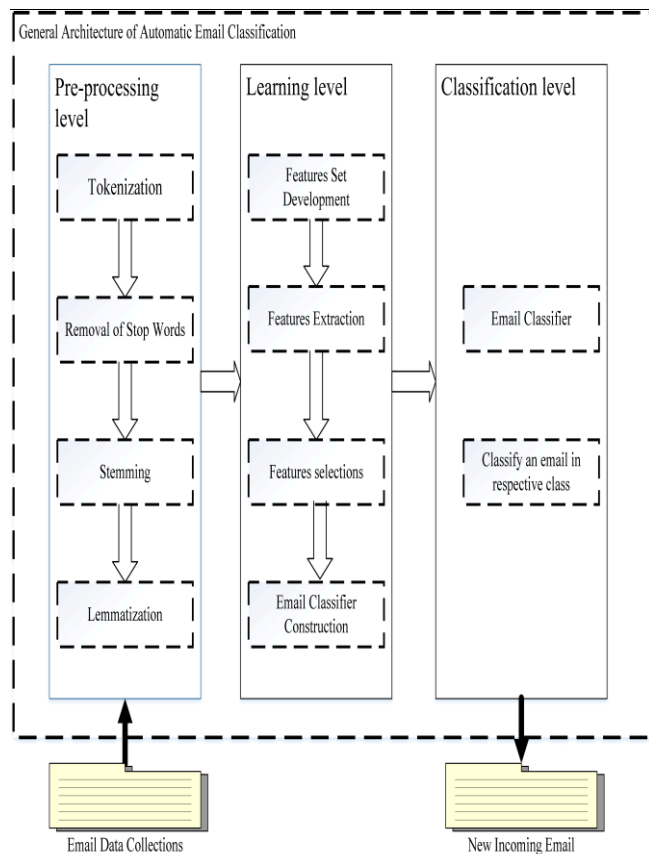 General Architecture of Automatic Email Classification
Pre-processing
level
Tokenization
Removal of Stop Words
Stemming
Lemmatization
Learning level
Features Set
Development
Features Extraction
Features selections
Email Classifier
Construction
Classification level
Email Classifier
Classify an email in
respective class
Email Data Collections
New Incoming Email